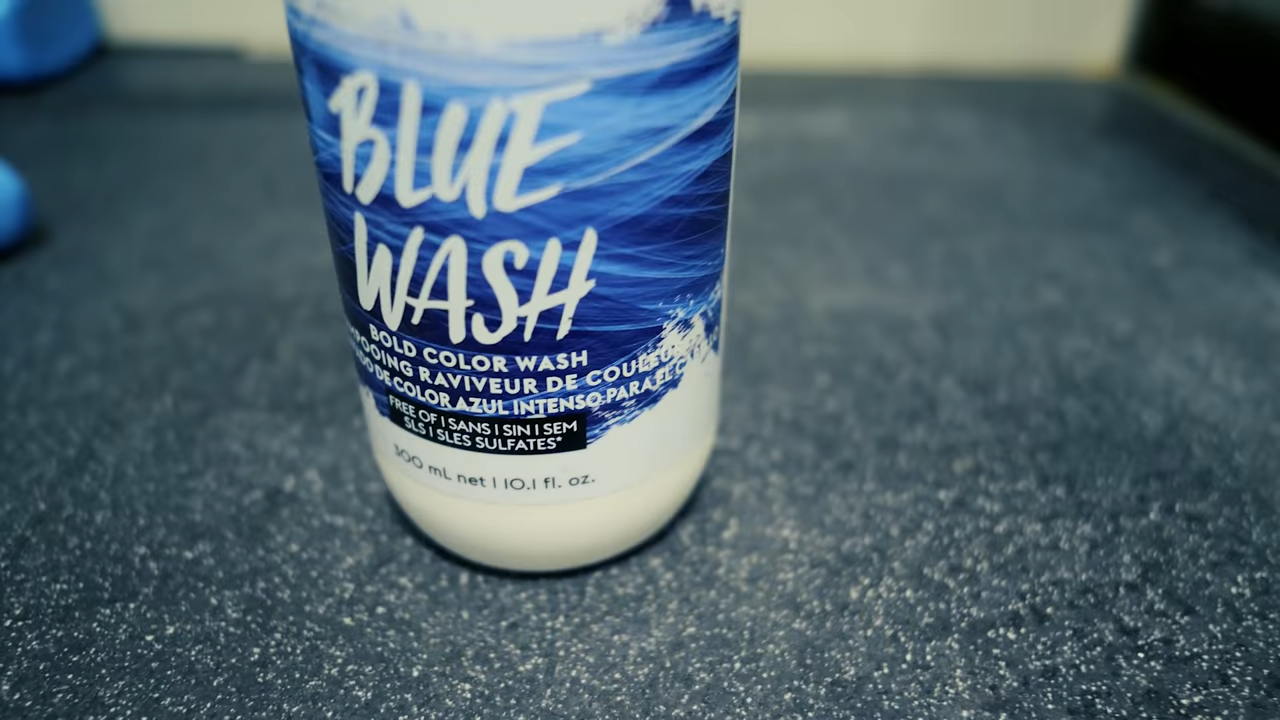 BLUE
WASH
BOLD COLOR WASH
RAVIVEUR DE
DE COLOR AZUL INTENSO PARA EL
FREE OF | SANS | SIN | SEM
SLS | SLES SULFATES*
300 mL net | 10.1 fl. oz.